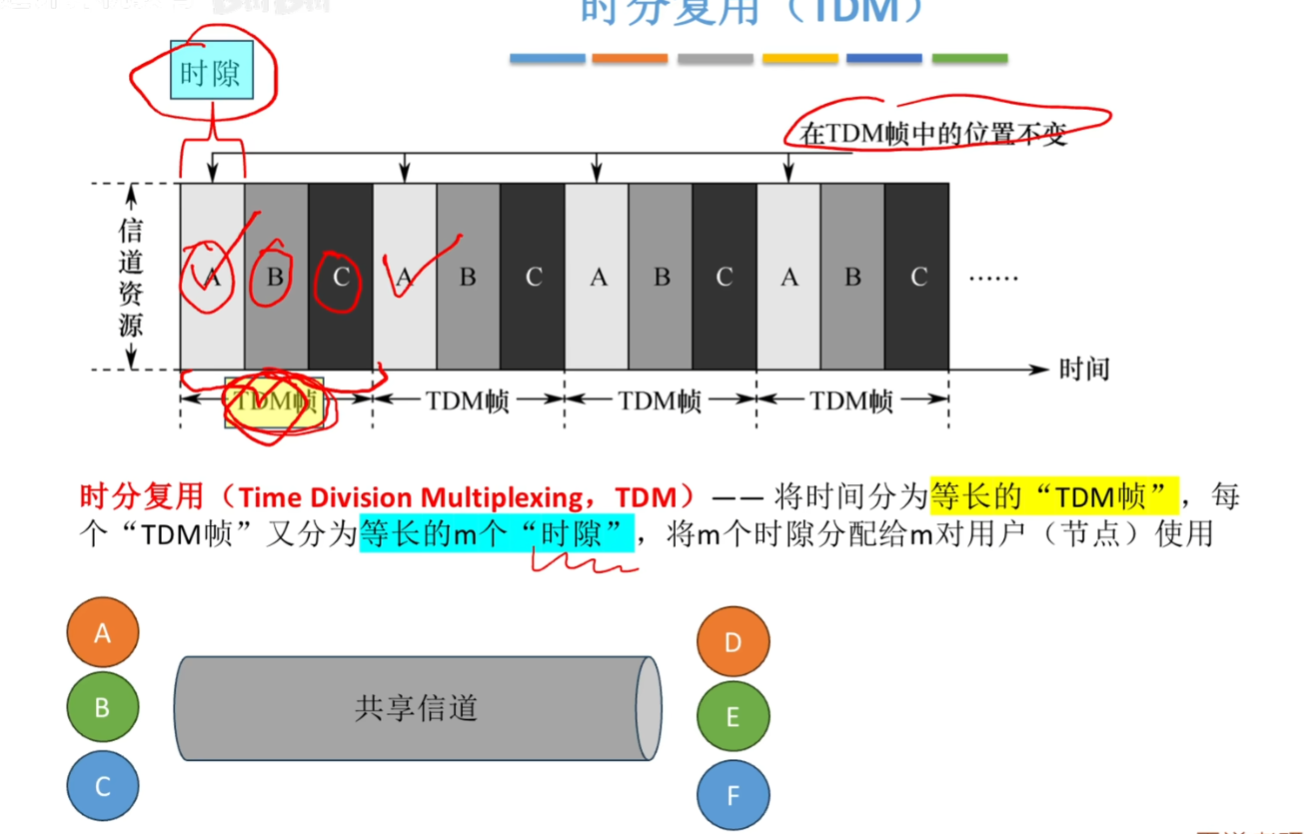 时分复用（TDM）
时隙
在TDM帧中的位置不变
信道资源
A B C A B C A B C A B C ……
时间
TDM帧 TDM帧 TDM帧 TDM帧
时分复用（Time Division Multiplexing，TDM）—— 将时间分为等长的“TDM帧”，每
个“TDM帧”又分为等长的m个“时隙”，将m个时隙分配给m对用户（节点）使用
A
D
共享信道
B
E
C
F